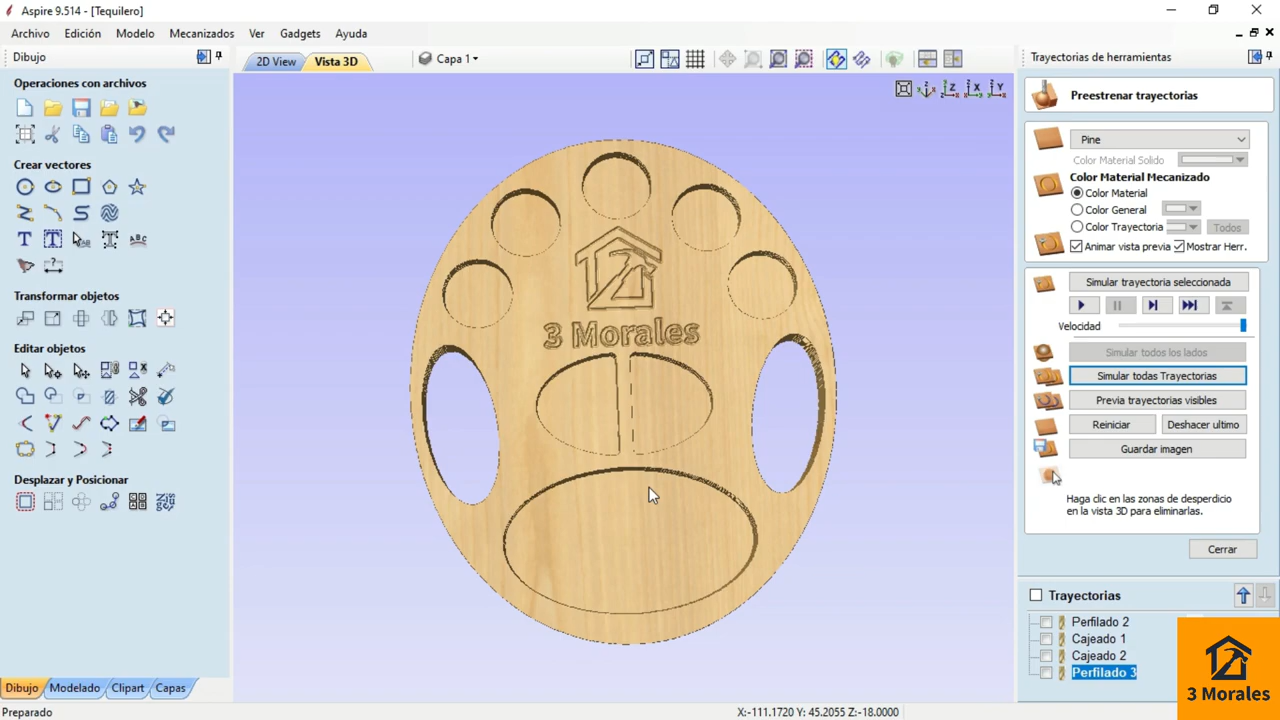 Aspire 9.514 - [Tequilero]
Archivo Edición Modelo Mecanizados Ver Gadgets Ayuda
Dibujo
Operaciones con archivos
Crear vectores
Transformar objetos
Editar objetos
Desplazar y Posicionar
Dibujo Modelado Clipart Capas
Preparado
2D View Vista 3D
Capa 1
3 Morales
X:-111.1720 Y: 45.2055 Z:-18.0000
Trayectorias de herramientas
Preestrenar trayectorias
Pine
Color Material Solido
Color Material Mecanizado
Color Material
Color General
Color Trayectoria
Todos
Animar vista previa
Mostrar Herr.
Simular trayectoria seleccionada
Velocidad
Simular todos los lados
Simular todas Trayectorias
Previa trayectorias visibles
Reiniciar
Deshacer ultimo
Guardar imagen
Haga clic en las zonas de desperdicio
en la vista 3D para eliminarlas.
Cerrar
Trayectorias
Perfilado 2
Cajeado 1
Cajeado 2
Perfilado 3
3 Morales